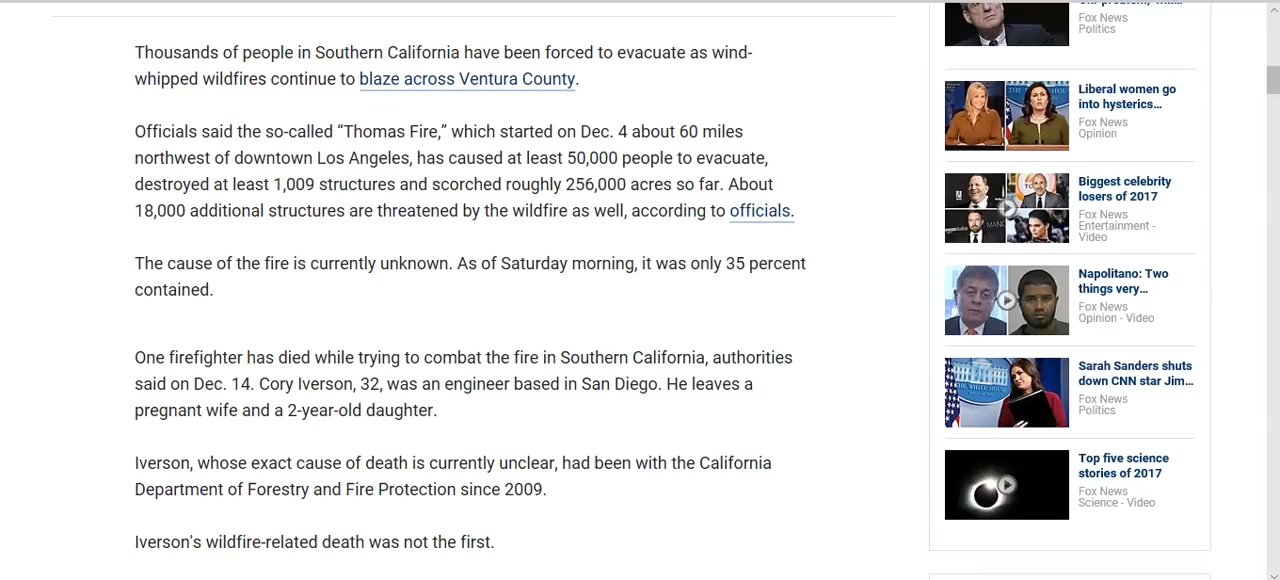 Thousands of people in Southern California have been forced to evacuate as wind-
whipped wildfires continue to blaze across Ventura County.
Officials said the so-called “Thomas Fire,” which started on Dec. 4 about 60 miles
northwest of downtown Los Angeles, has caused at least 50,000 people to evacuate,
destroyed at least 1,009 structures and scorched roughly 256,000 acres so far. About
18,000 additional structures are threatened by the wildfire as well, according to officials.
The cause of the fire is currently unknown. As of Saturday morning, it was only 35 percent
contained.
One firefighter has died while trying to combat the fire in Southern California, authorities
said on Dec. 14. Cory Iverson, 32, was an engineer based in San Diego. He leaves a
pregnant wife and a 2-year-old daughter.
Iverson, whose exact cause of death is currently unclear, had been with the California
Department of Forestry and Fire Protection since 2009.
Iverson's wildfire-related death was not the first.
Fox News
Politics
Liberal women go
into hysterics…
Fox News
Opinion
Biggest celebrity
losers of 2017
Fox News
Entertainment -
Video
Napolitano: Two
things very…
Fox News
Opinion - Video
Sarah Sanders shuts
down CNN star Jim…
Fox News
Politics
Top five science
stories of 2017
Fox News
Science - Video